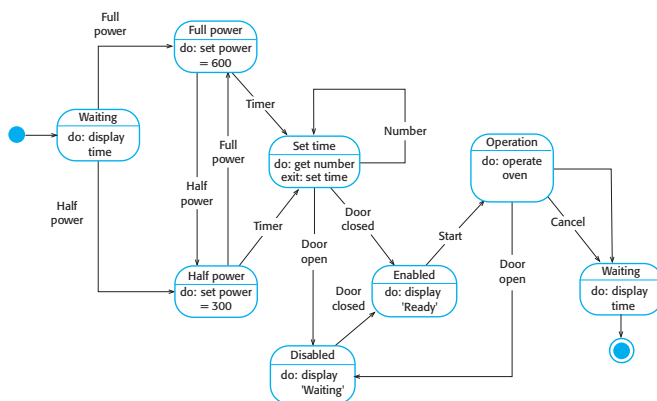 Full
power
Full power
do: set power
= 600
Timer
Waiting
do: display
time
Full
power
Half
power
Half
power
Set time
do: get number
exit: set time
Number
Timer
Half power
do: set power
= 300
Door
open
Door
closed
Operation
do: operate
oven
Start
Cancel
Door
open
Enabled
do: display
'Ready'
Door
closed
Waiting
do: display
time
Disabled
do: display
'Waiting'